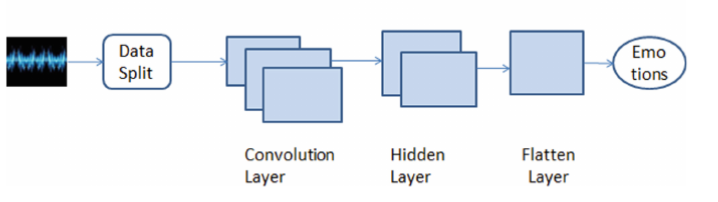 Data
Split
Emo
tions
Convolution
Layer
Hidden
Layer
Flatten
Layer